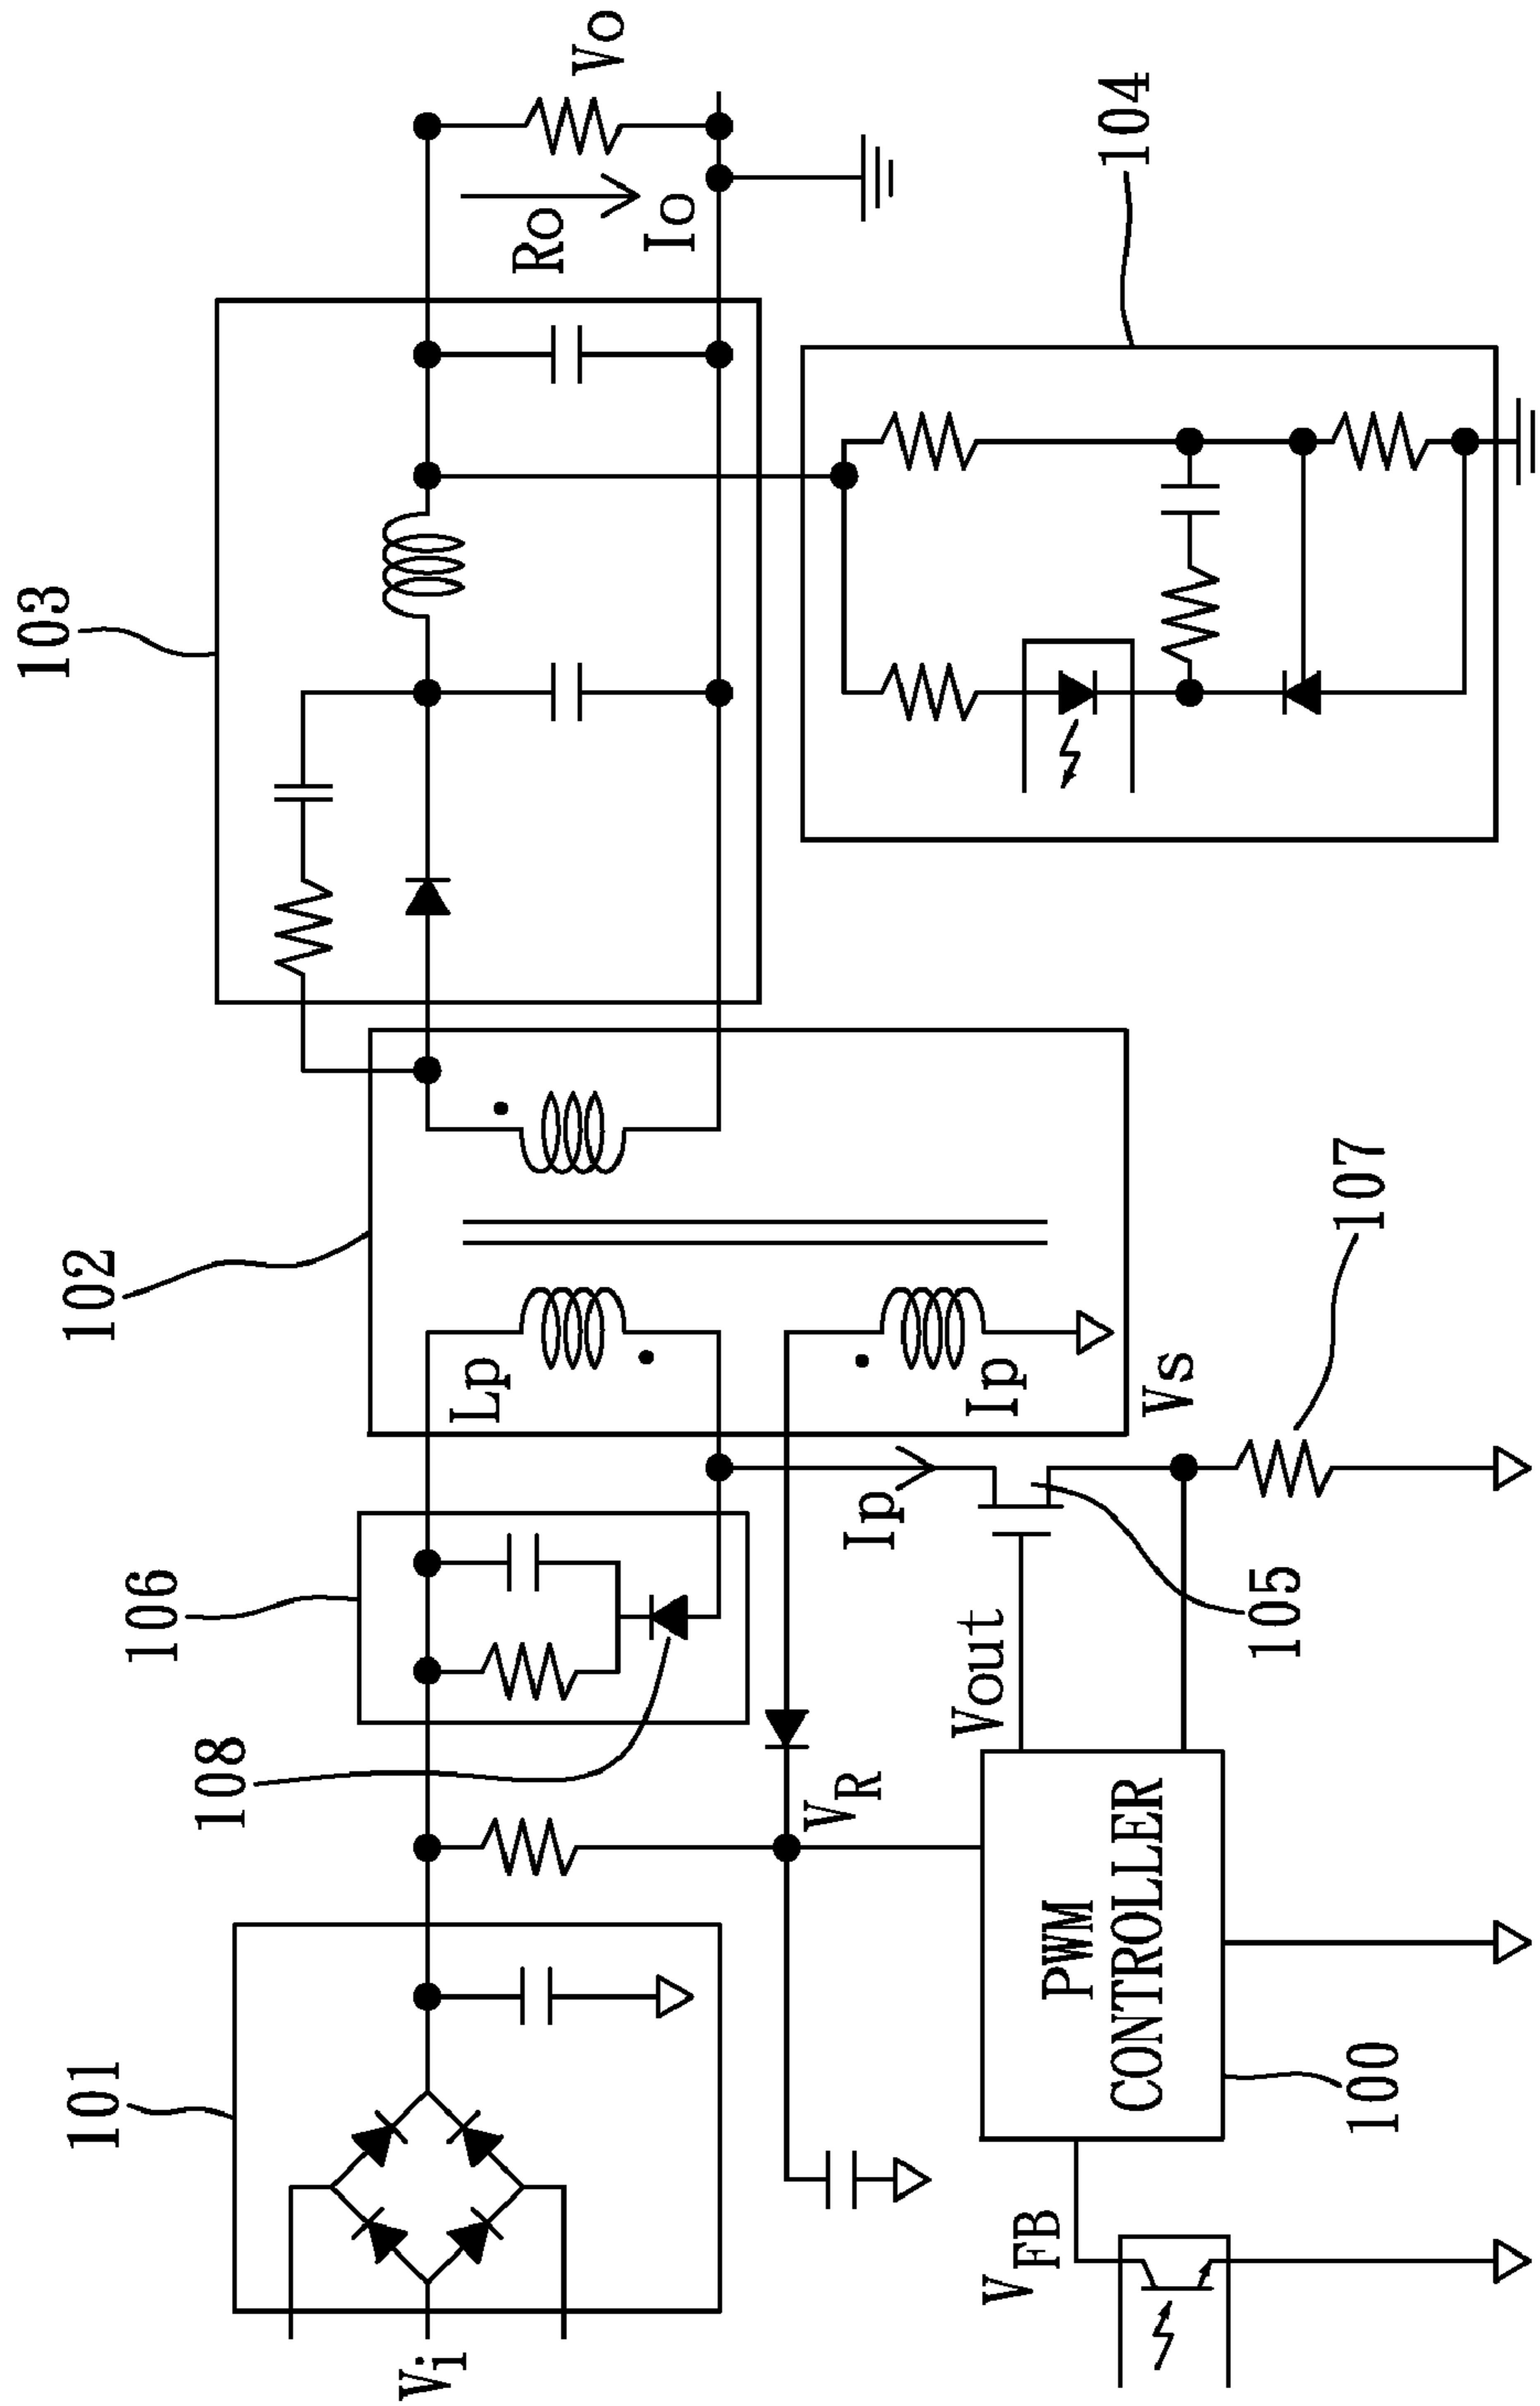 101
102
103
106
108
Lp
Ro
Vo
Io
Vi
VR
Ip
Ip
104
Vout
Vs
VFB
PWM
CONTROLLER
100
105
107